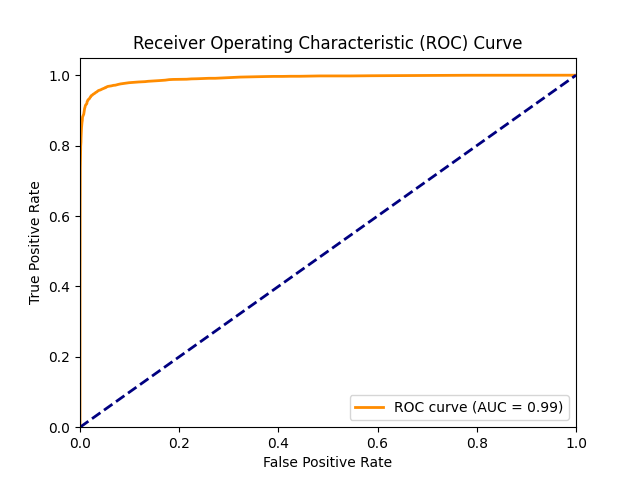 Receiver Operating Characteristic (ROC) Curve
1.0
0.8
0.6
0.4
0.2
0.0
True Positive Rate
ROC curve (AUC = 0.99)
0.0 0.2 0.4 0.6 0.8 1.0
False Positive Rate